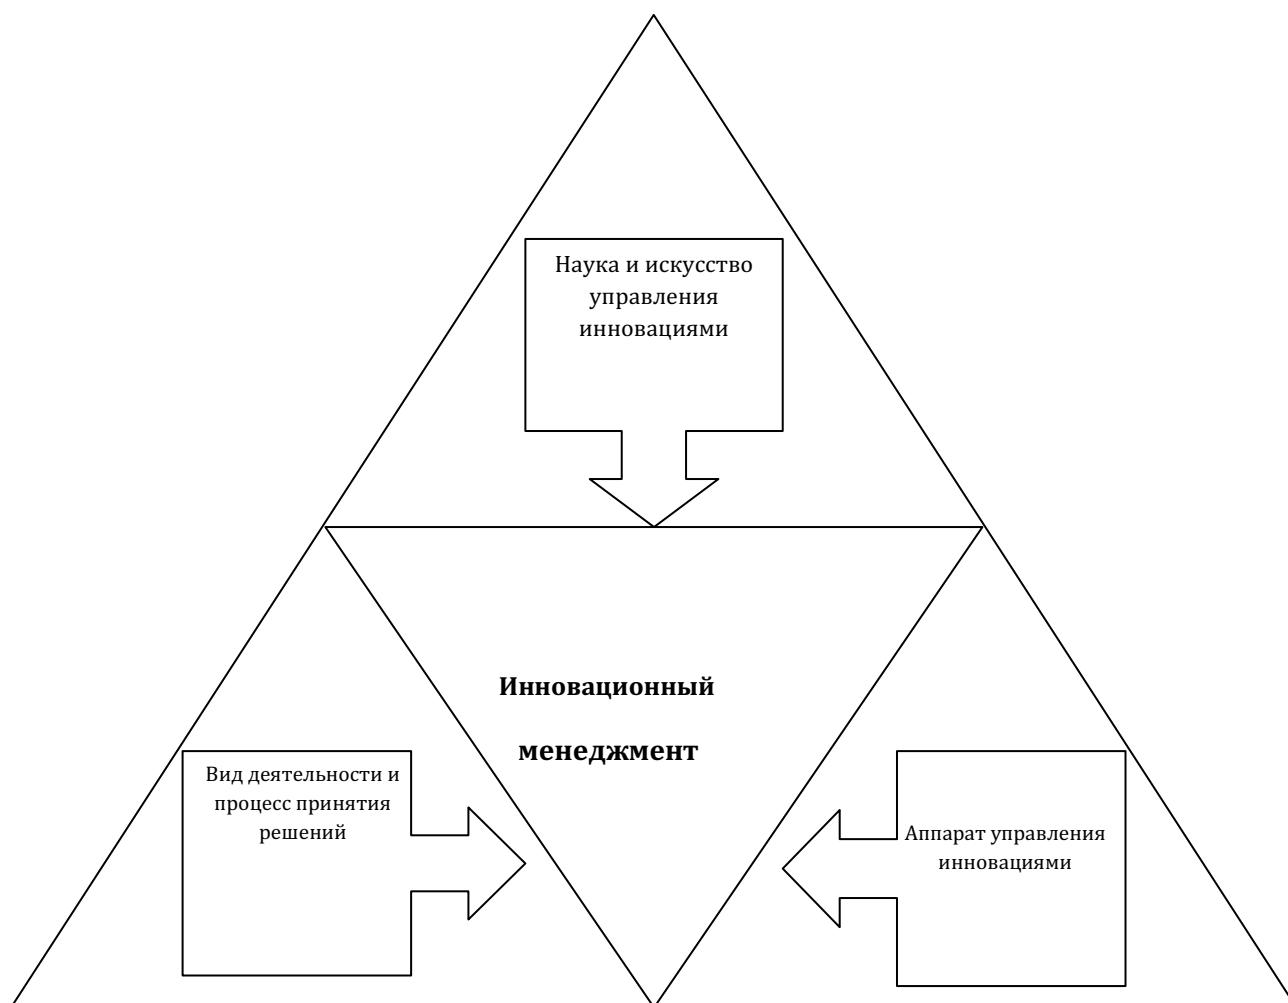 Наука и искусство
управления
инновациями
Инновационный
менеджмент
Вид деятельности и
процесс принятия
решений
Аппарат управления
инновациями